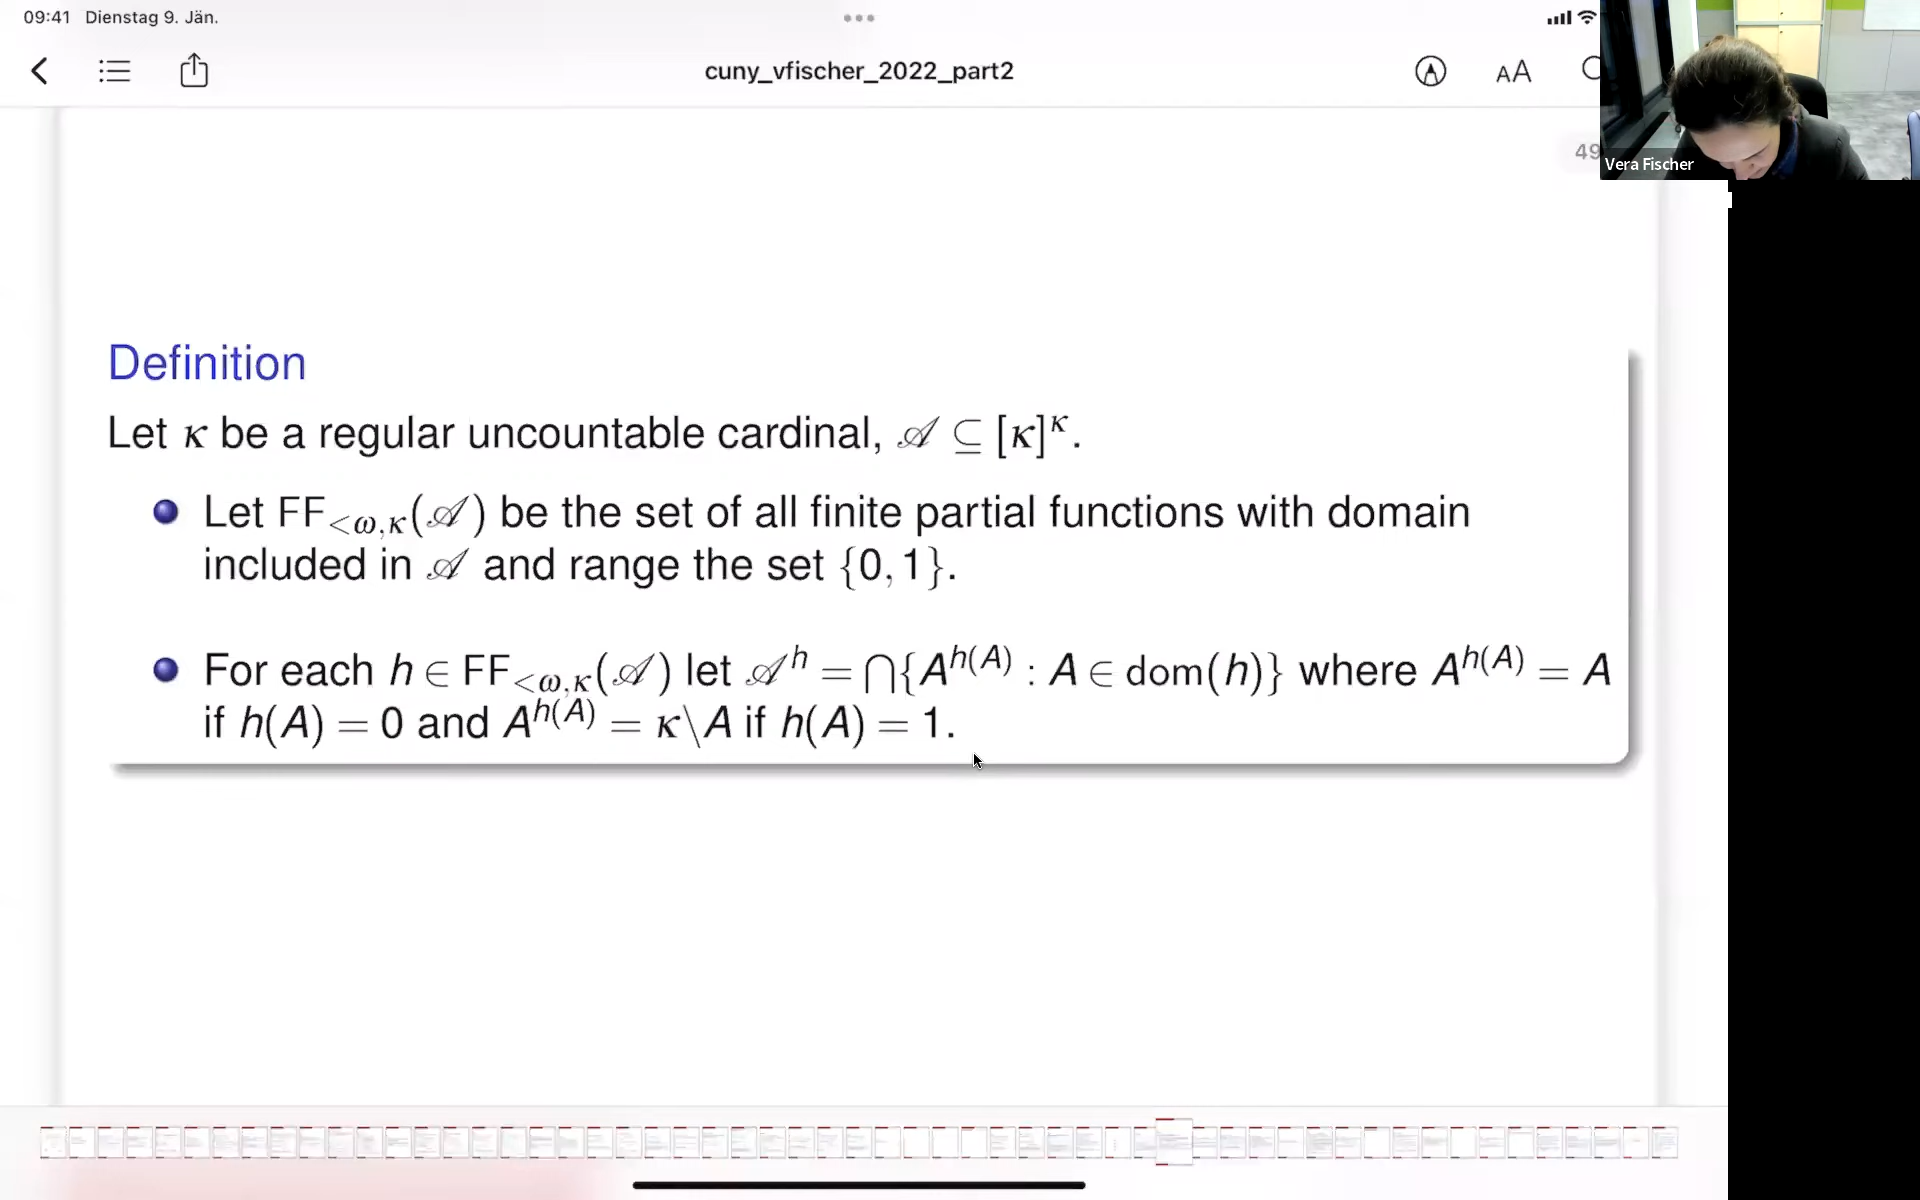 09:41 Dienstag 9. Jän.
cuny_vfischer_2022_part2
AA
49
Vera Fischer
Definition
Let κ be a regular uncountable cardinal, 𝒜 ⊆ [κ]^κ.
Let FF_{<ω,κ}(𝒜) be the set of all finite partial functions with domain
included in 𝒜 and range the set {0, 1}.
For each h ∈ FF_{<ω,κ}(𝒜) let 𝒜^h = ⋂{A^{h(A)} : A ∈ dom(h)} where A^{h(A)} = A
if h(A) = 0 and A^{h(A)} = κ\A if h(A) = 1.